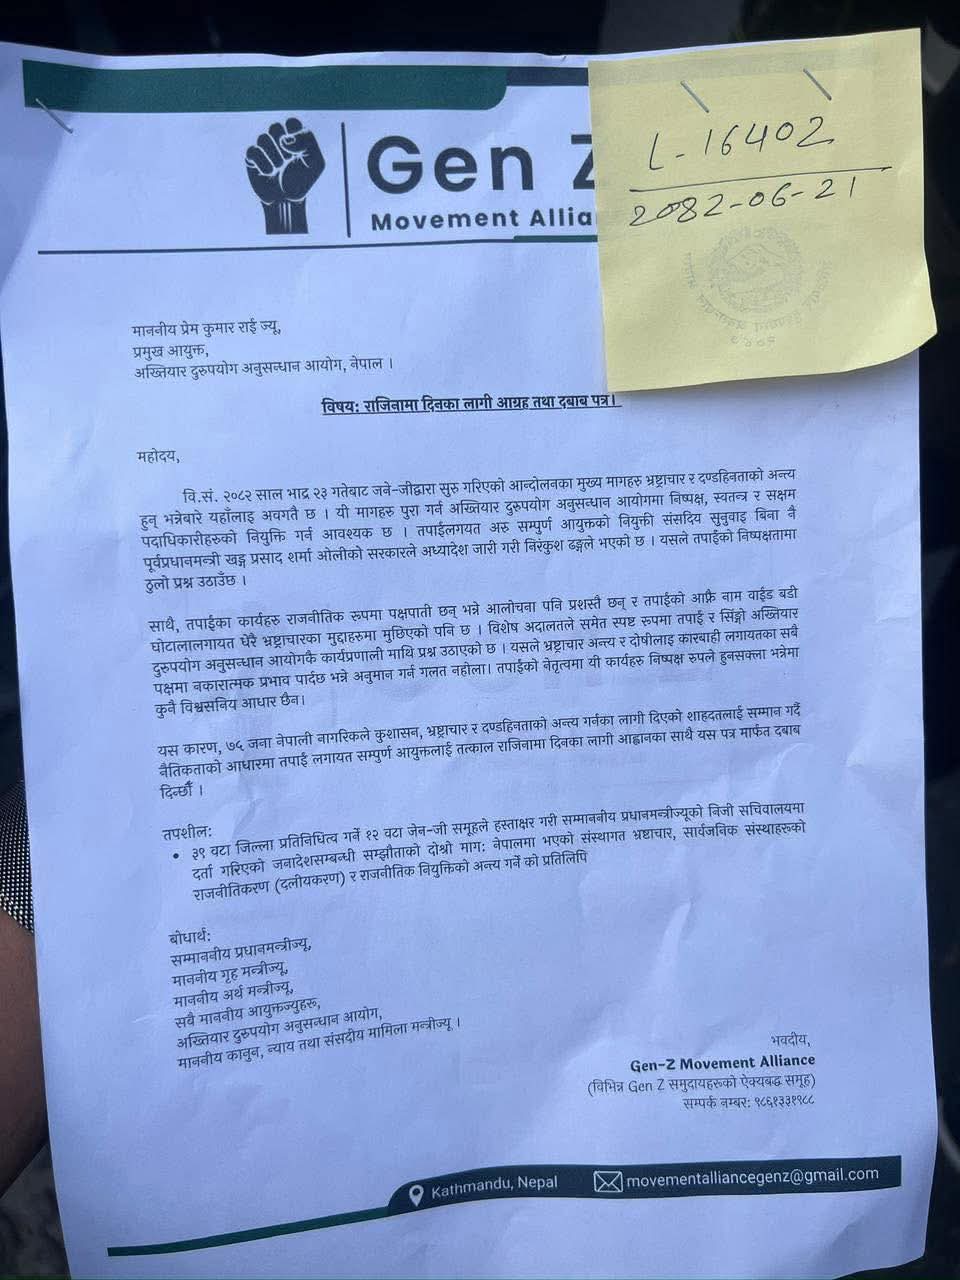 Gen Z
Movement Allia
L-16402
2082-06-21
माननीय प्रेम कुमार राई ज्यू,
प्रमुख आयुक्त,
अख्तियार दुरुपयोग अनुसन्धान आयोग, नेपाल ।
विषय: राजिनामा दिनका लागी आग्रह तथा दबाब पत्र।
महोदय,
वि.सं. २०८२ साल भाद्र २३ गतेबाट जने-जीद्वारा सुरु गरिएको आन्दोलनका मुख्य मागहरु भ्रष्टाचार र दण्डहिनताको अन्त्य
हुन् भन्नेबारे यहाँलाइ अवगतै छ । यी मागहरु पुरा गर्न अख्तियार दुरुपयोग अनुसन्धान आयोगमा निष्पक्ष, स्वतन्त्र र सक्षम
पदाधिकारीहरुको नियुक्ति गर्न आवश्यक छ । तपाईलगयत अरु सम्पुर्ण आयुक्तको नियुक्ती संसदिय सुनुवाइ बिना नै
पूर्वप्रधानमन्त्री खड्ग प्रसाद शर्मा ओलीको सरकारले अध्यादेश जारी गरी निरंकुश ढङ्गले भएको छ । यसले तपाईको निष्पक्षतामा
ठुलो प्रश्न उठाउँछ ।
साथै, तपाईका कार्यहरु राजनीतिक रूपमा पक्षपाती छन् भन्ने आलोचना पनि प्रशस्तै छन् र तपाईको आफ्नै नाम वाईड बडी
घोटालालगायत धेरै भ्रष्टाचारका मुद्दाहरुमा मुछिएको पनि छ । विशेष अदालतले समेत स्पष्ट रुपमा तपाई र सिङ्गो अख्तियार
दुरुपयोग अनुसन्धान आयोगकै कार्यप्रणाली माथि प्रश्न उठाएको छ । यसले भ्रष्टाचार अन्त्य र दोषीलाई कारबाही लगायतका सबै
पक्षमा नकारात्मक प्रभाव पार्दछ भन्ने अनुमान गर्न गलत नहोला। तपाईको नेतृत्वमा यी कार्यहरु निष्पक्ष रुपले हुनसक्ला भन्नेमा
कुनै विश्वसनिय आधार छैन।
यस कारण, ७५ जना नेपाली नागरिकले कुशासन, भ्रष्टाचार र दण्डहिनताको अन्त्य गर्नका लागी दिएको शाहदतलाई सम्मान गर्दै
नैतिकताको आधारमा तपाई लगायत सम्पुर्ण आयुक्तलाई तत्काल राजिनामा दिनका लागी आह्वानका साथै यस पत्र मार्फत दबाब
दिन्छौँ ।
तपशील:
• ३९ वटा जिल्ला प्रतिनिधित्व गर्ने १२ वटा जेन-जी समूहले हस्ताक्षर गरी सम्माननीय प्रधानमन्त्रीज्यूको निजी सचिवालयमा
दर्ता गरिएको जनादेशसम्बन्धी सम्झौताको दोश्रो माग: नेपालमा भएको संस्थागत भ्रष्टाचार, सार्वजनिक संस्थाहरूको
राजनीतिकरण (दलीयकरण) र राजनीतिक नियुक्तिको अन्त्य गर्ने को प्रतिलिपि
बोधार्थ:
सम्माननीय प्रधानमन्त्रीज्यू,
माननीय गृह मन्त्रीज्यू,
माननीय अर्थ मन्त्रीज्यू,
सबै माननीय आयुक्तज्युहरू,
अख्तियार दुरुपयोग अनुसन्धान आयोग,
माननीय कानुन, न्याय तथा संसदीय मामिला मन्त्रीज्यू ।
भवदीय,
Gen-Z Movement Alliance
(विभिन्न Gen Z समुदायहरूको ऐक्यबद्ध समूह)
सम्पर्क नम्बर: ९८६१३३१९८८
Kathmandu, Nepal
movementalliancegenz@gmail.com